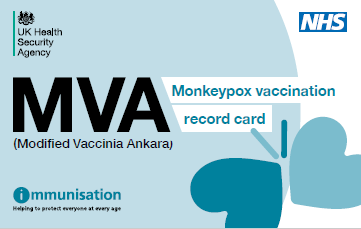 UK Health
Security
Agency
NHS
MVA
Monkeypox vaccination
record card
(Modified Vaccinia Ankara)
immunisation
Helping to protect everyone at every age